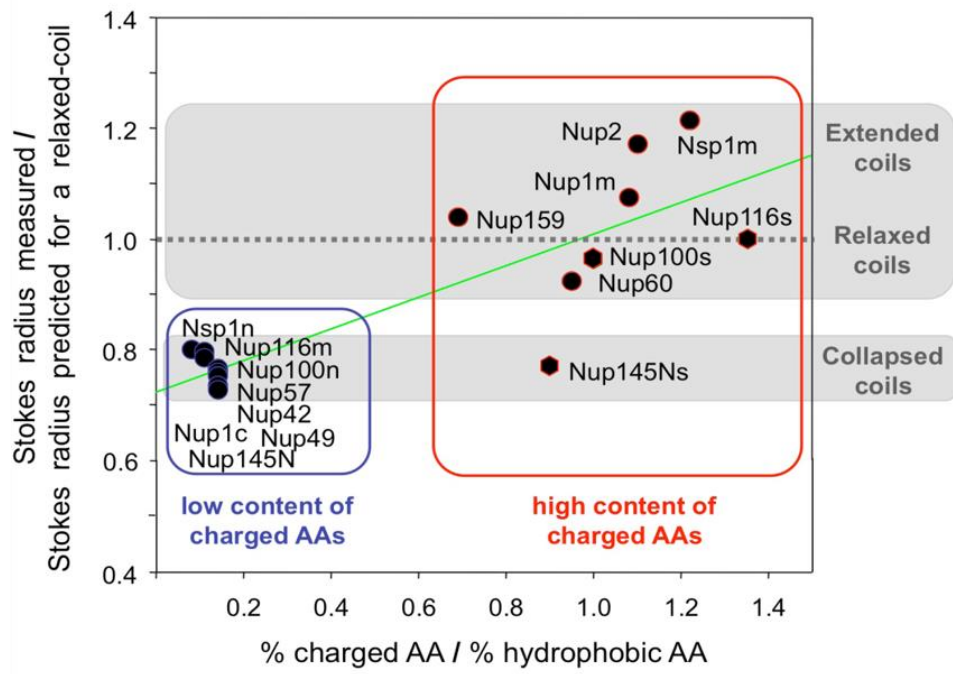 Stokes radius measured /
Stokes radius predicted for a relaxed-coil
1.4
1.2
1.0
0.8
0.6
0.4
Nup2
Nsp1m
Nup1m
Nup159
Nup116s
Nup100s
Nup60
Nup145Ns
Nsp1n
Nup116m
Nup100n
Nup57
Nup42
Nup1c Nup49
Nup145N
Extended
coils
Relaxed
coils
Collapsed
coils
low content of
charged AAs
high content of
charged AAs
0.2 0.4 0.6 0.8 1.0 1.2 1.4
% charged AA / % hydrophobic AA